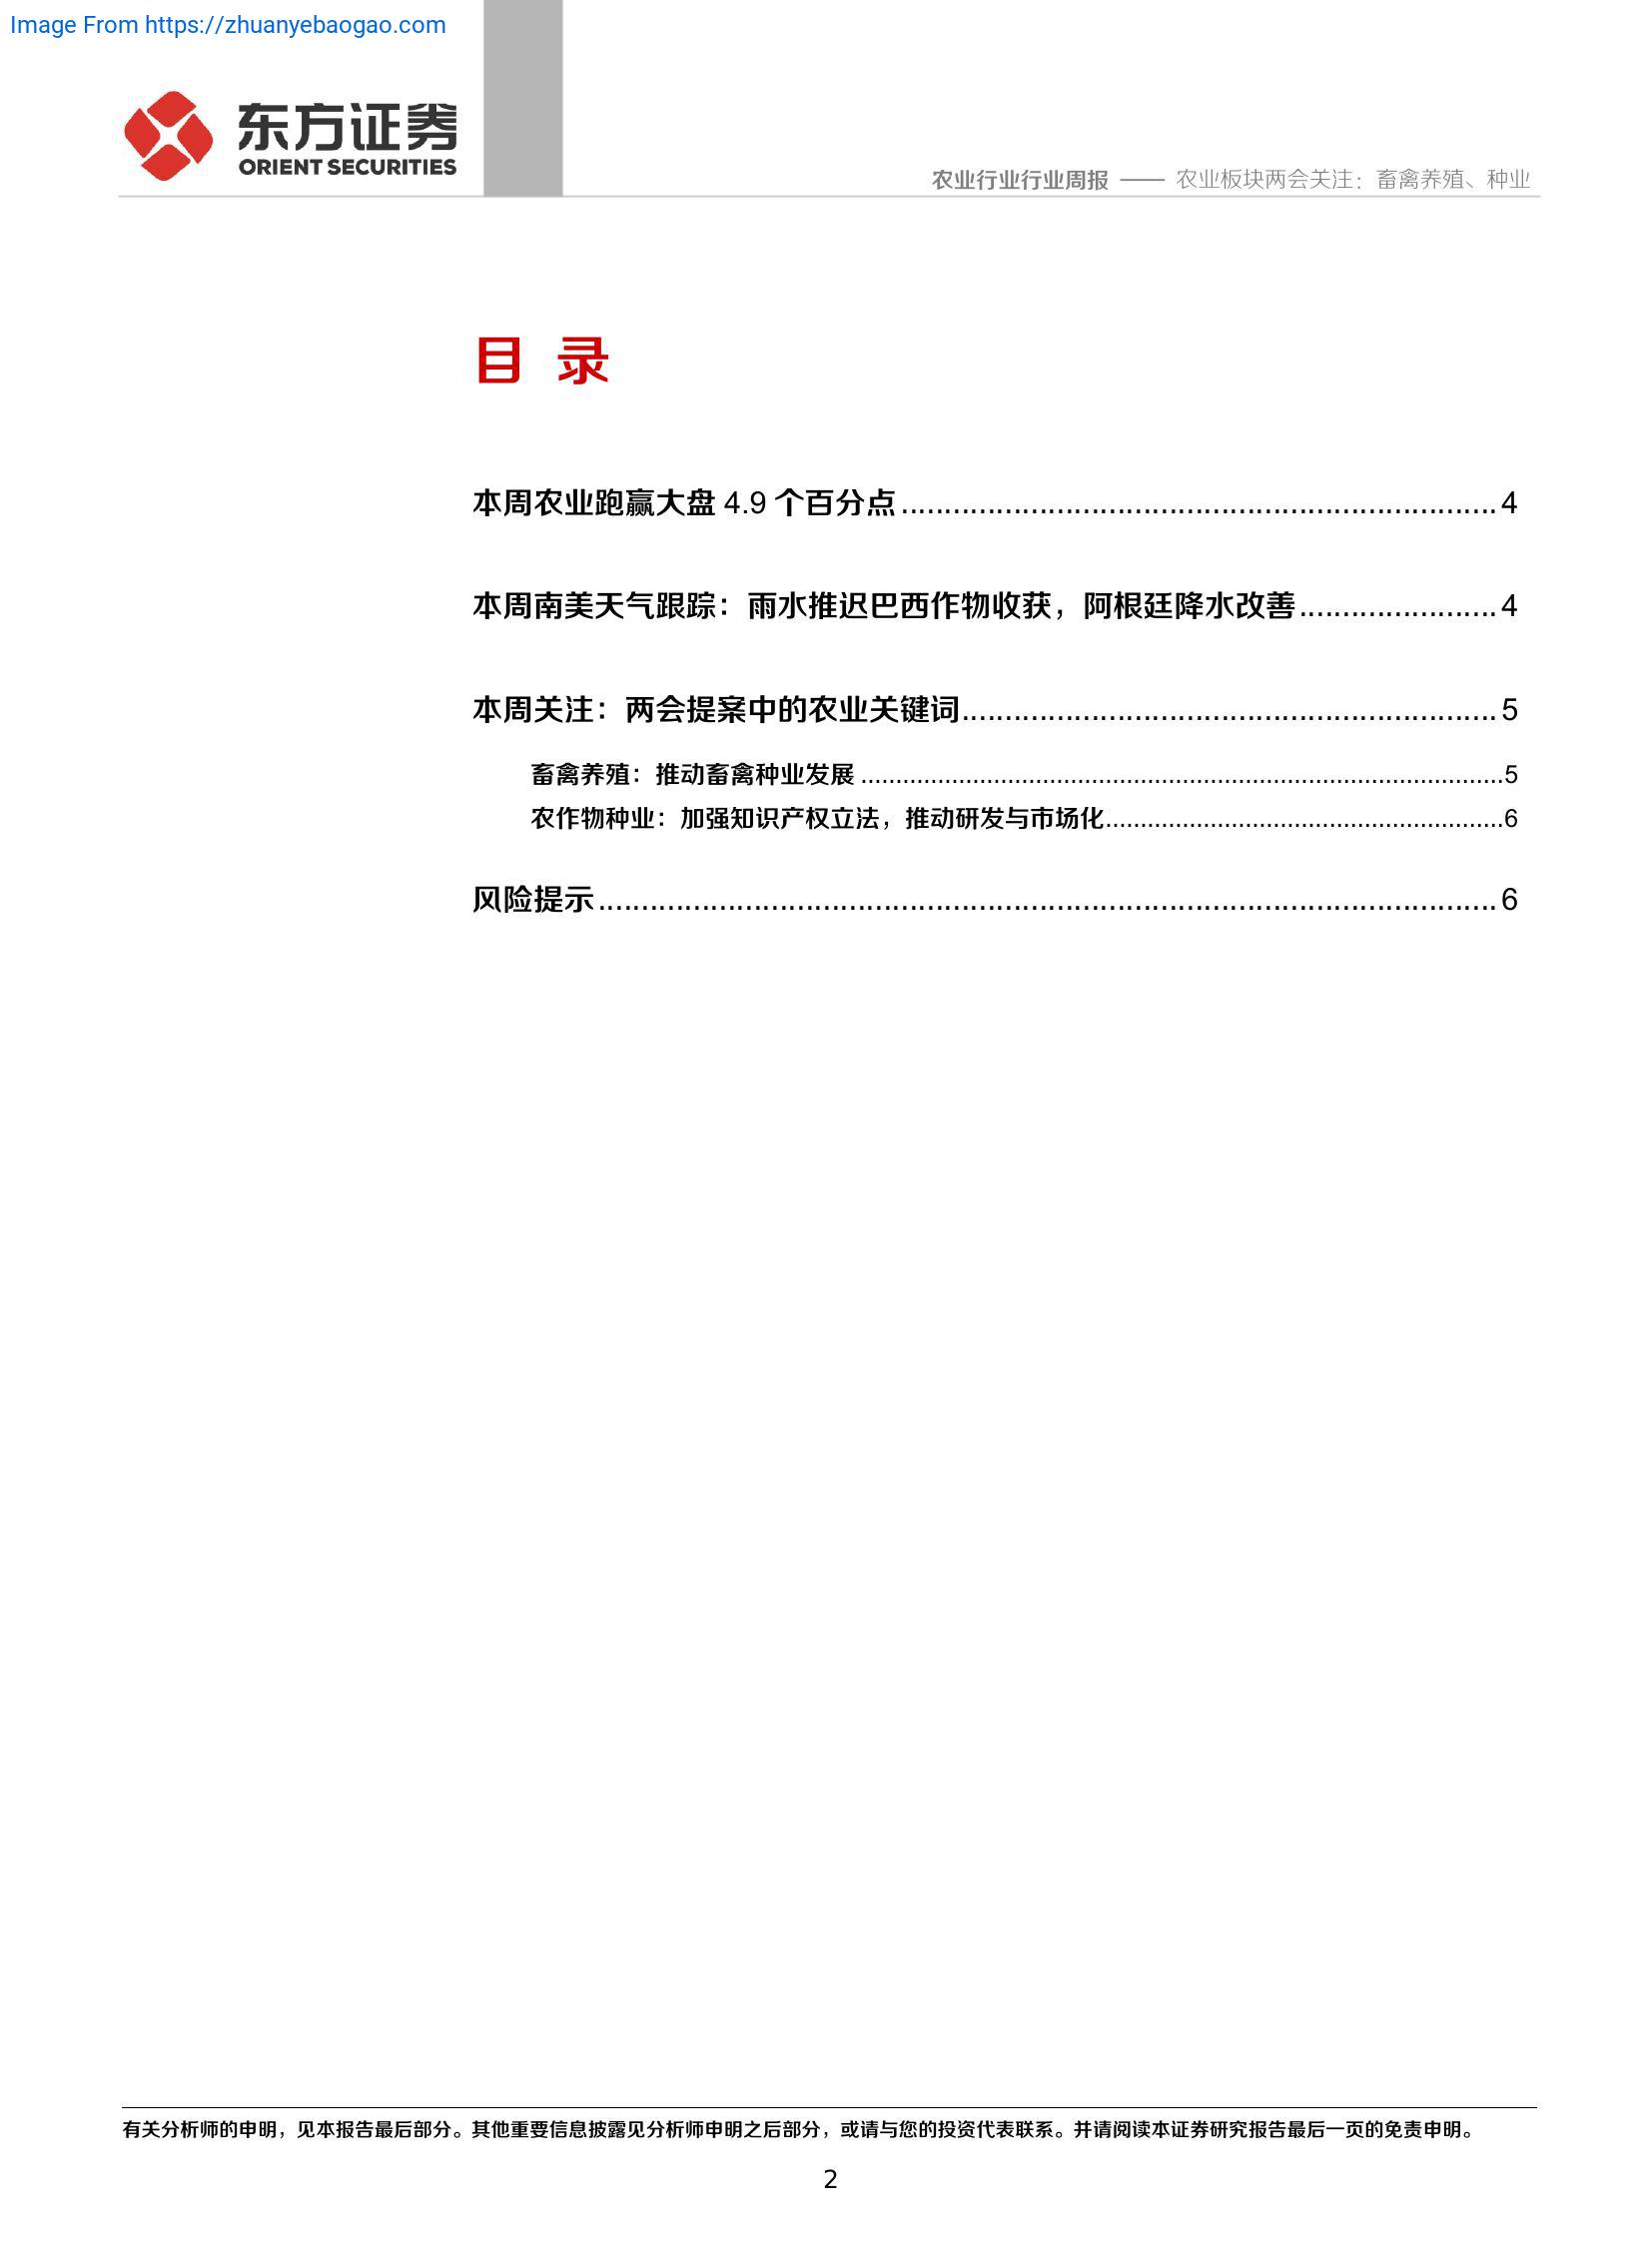 Image From https://zhuanyebaogao.com
东方证券
ORIENT SECURITIES
农业行业行业周报 —— 农业板块两会关注：畜禽养殖、种业
目 录
本周农业跑赢大盘 4.9 个百分点....................................................................4
本周南美天气跟踪：雨水推迟巴西作物收获，阿根廷降水改善......................4
本周关注：两会提案中的农业关键词.............................................................5
畜禽养殖：推动畜禽种业发展 ...........................................................................................5
农作物种业：加强知识产权立法，推动研发与市场化........................................................6
风险提示.......................................................................................................6
有关分析师的申明，见本报告最后部分。其他重要信息披露见分析师申明之后部分，或请与您的投资代表联系。并请阅读本证券研究报告最后一页的免责申明。
2